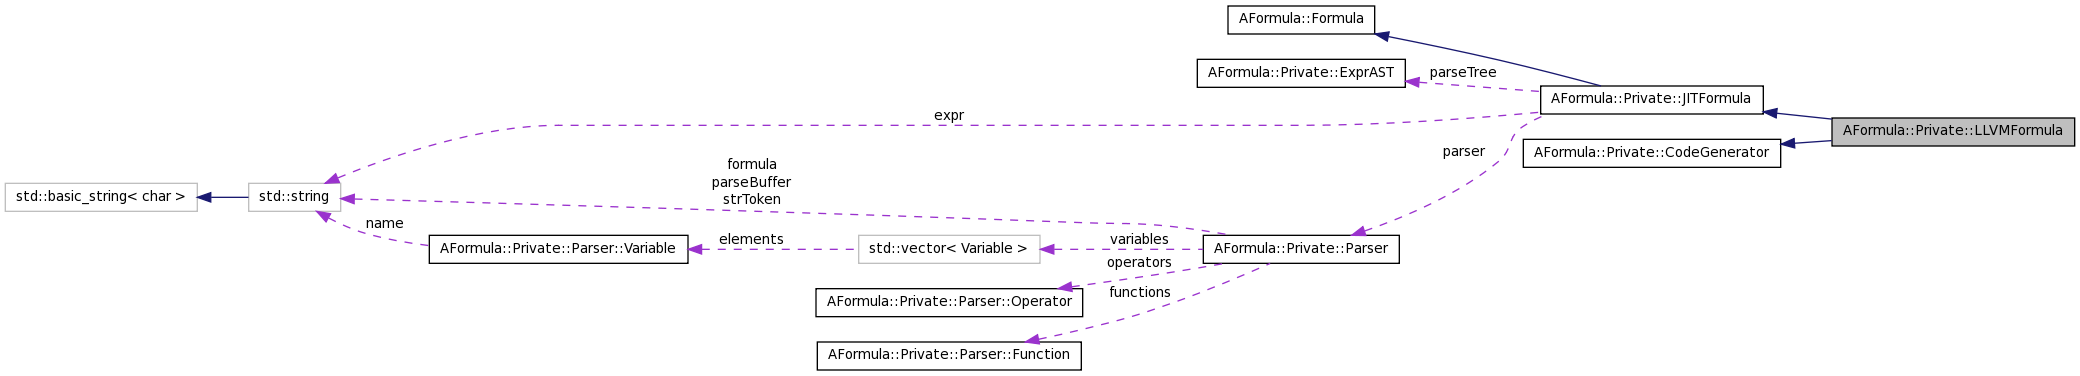 AFormula::Formula
AFormula::Private::ExprAST
parseTree
AFormula::Private::JITFormula
expr
AFormula::Private::LLVMFormula
parser
AFormula::Private::CodeGenerator
formula
parseBuffer
strToken
std::basic_string< char >
std::string
name
AFormula::Private::Parser::Variable
elements
std::vector< Variable >
variables
AFormula::Private::Parser
operators
AFormula::Private::Parser::Operator
functions
AFormula::Private::Parser::Function